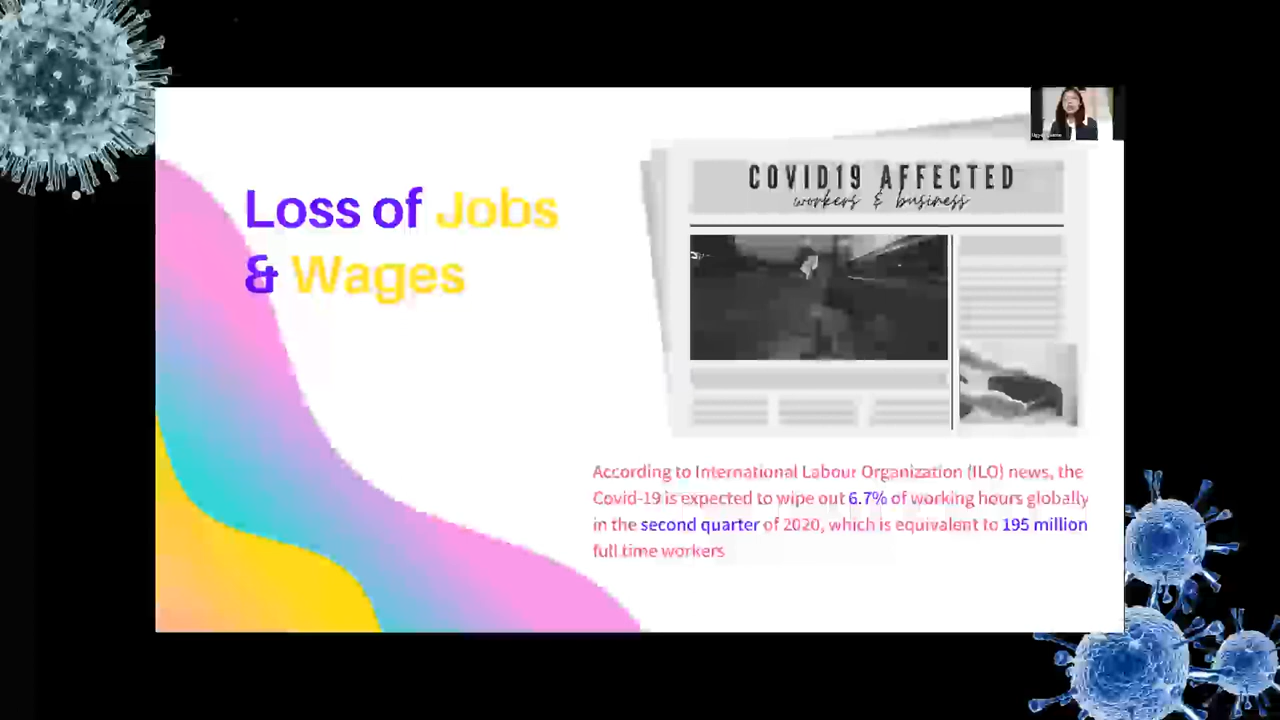 Loss of Jobs
& Wages
COVID19 AFFECTED
workers & business
According to International Labour Organization (ILO) news, the
Covid-19 is expected to wipe out 6.7% of working hours globally
in the second quarter of 2020, which is equivalent to 195 million
full time workers